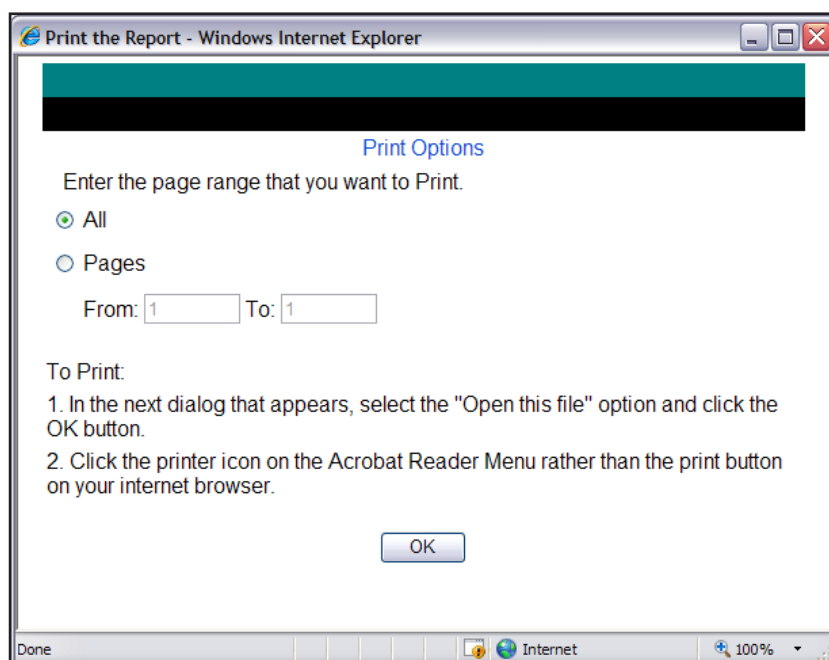 Print the Report - Windows Internet Explorer
Print Options
Enter the page range that you want to Print.
All
Pages
From: 1 To: 1
To Print:
1. In the next dialog that appears, select the "Open this file" option and click the
OK button.
2. Click the printer icon on the Acrobat Reader Menu rather than the print button
on your internet browser.
OK
Done Internet 100%